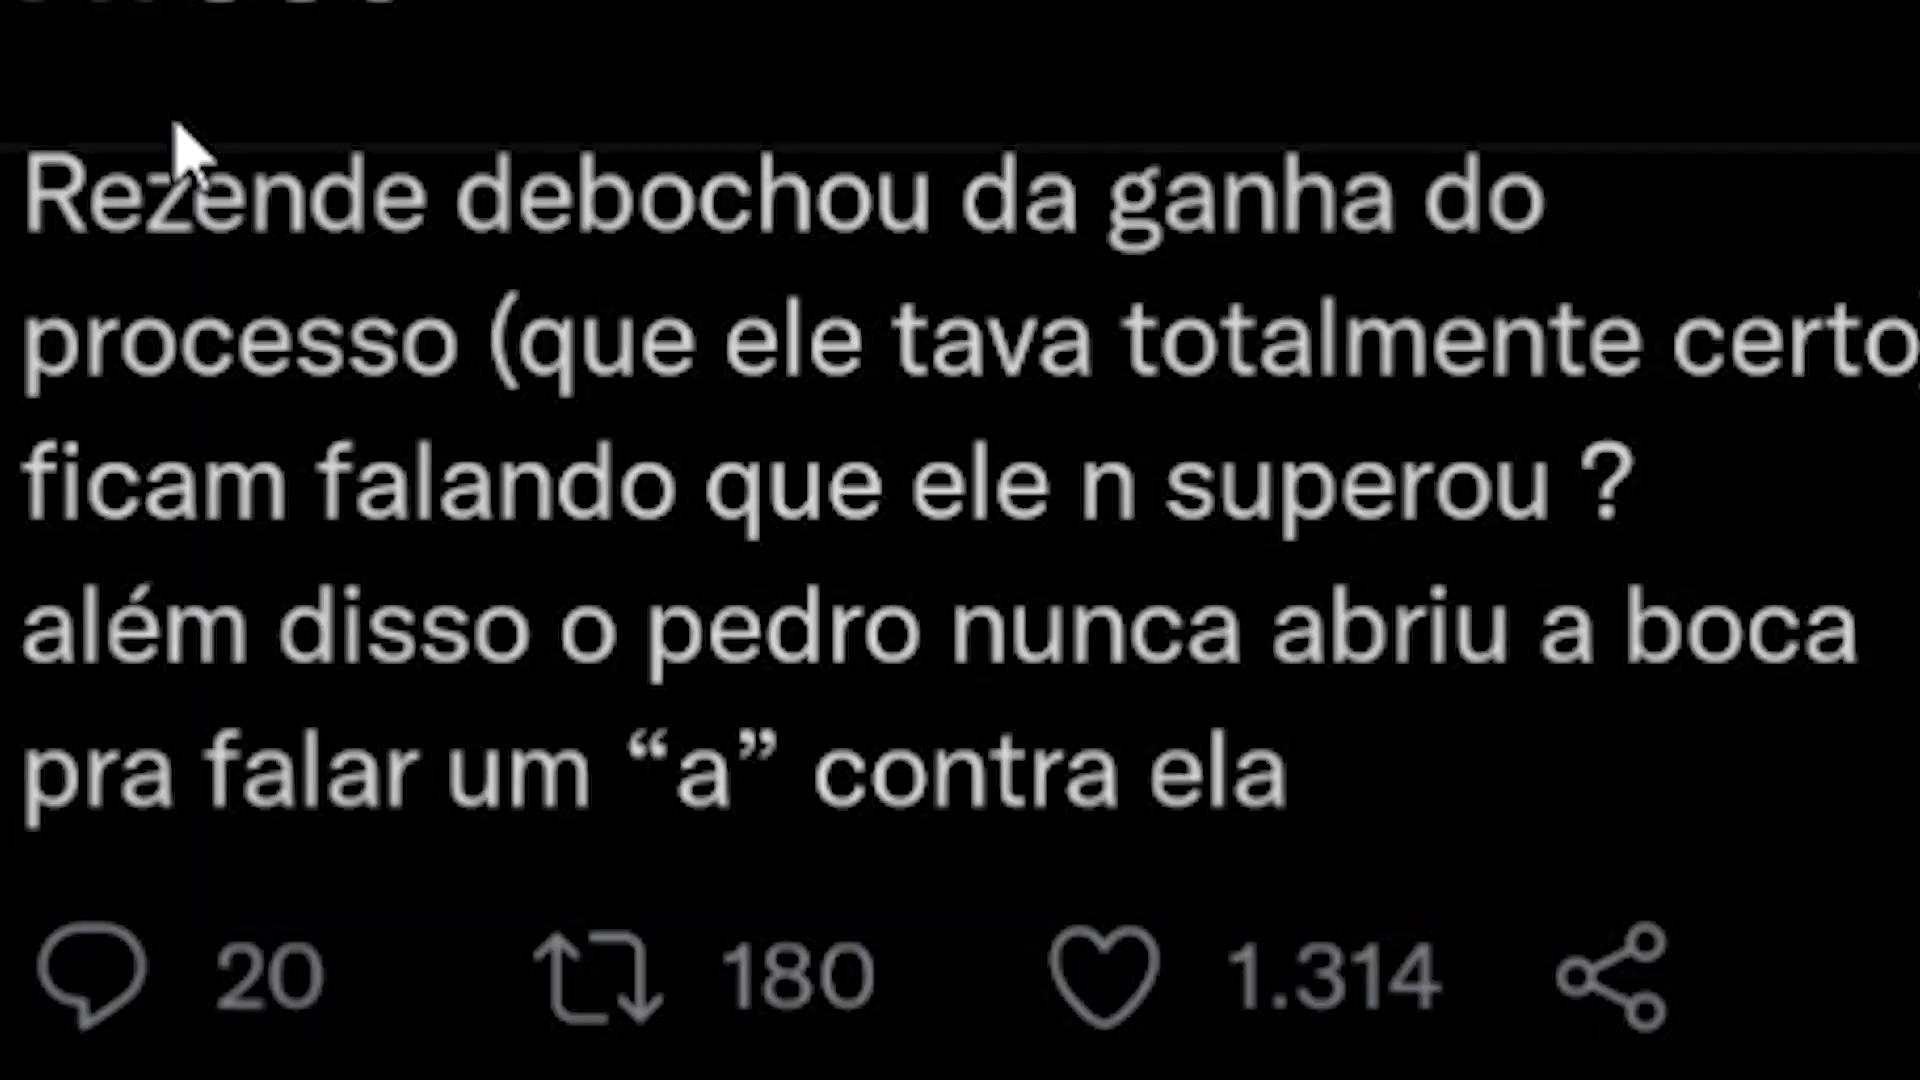 Rezende debochou da ganha do
processo (que ele tava totalmente certo
ficam falando que ele n superou ?
além disso o pedro nunca abriu a boca
pra falar um “a” contra ela
20 180 1.314